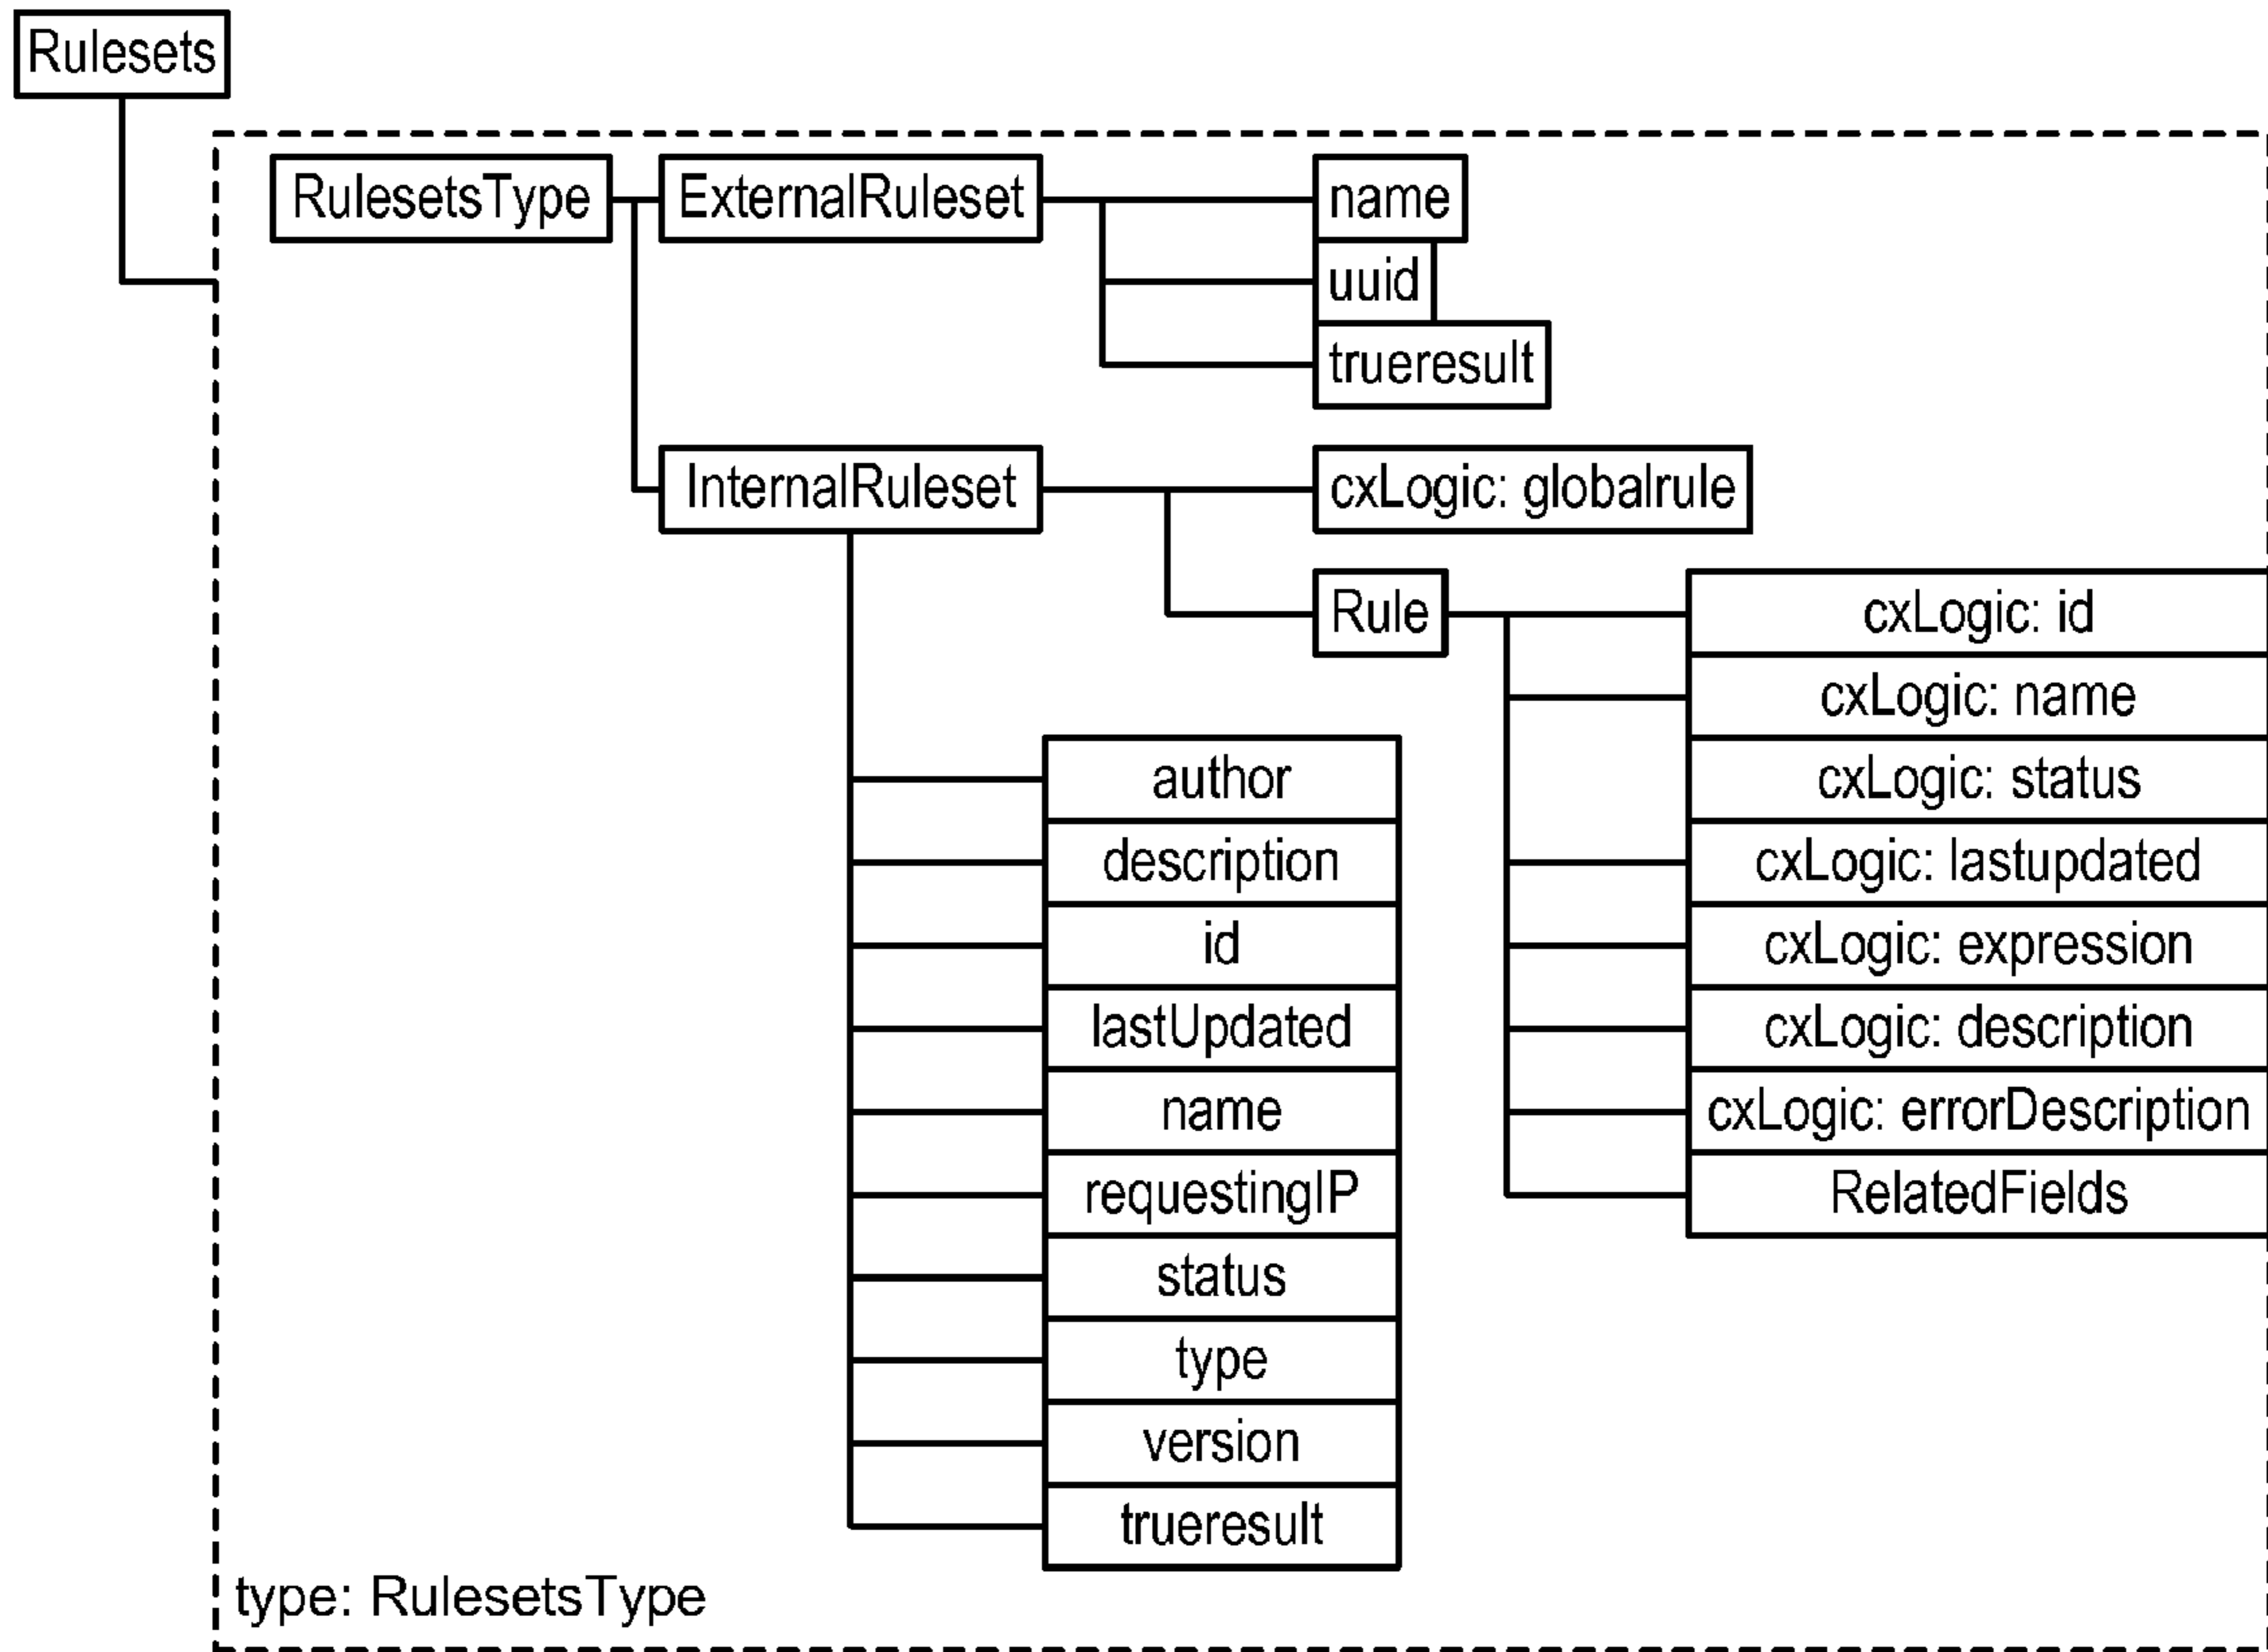 Rulesets
RulesetsType
ExternalRuleset
name
uuid
trueresult
InternalRuleset
cxLogic: globalrule
Rule
cxLogic: id
cxLogic: name
cxLogic: status
cxLogic: lastupdated
cxLogic: expression
cxLogic: description
cxLogic: errorDescription
RelatedFields
author
description
id
lastUpdated
name
requestingIP
status
type
version
trueresult
type: RulesetsType